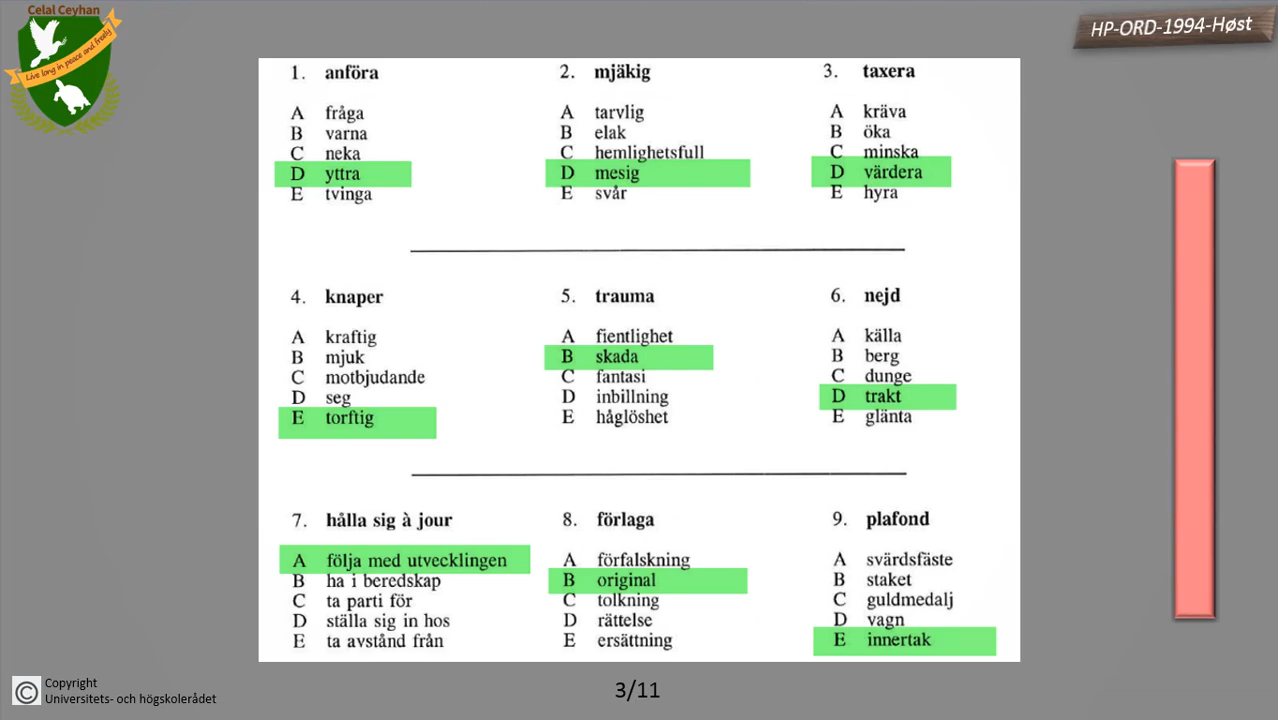 Celal Ceyhan
Live long in peace and freely
HP-ORD-1994-Høst
1. anföra
A fråga
B varna
C neka
D yttra
E tvinga
2. mjäkig
A tarvlig
B elak
C hemlighetsfull
D mesig
E svår
3. taxera
A kräva
B öka
C minska
D värdera
E hyra
4. knaper
A kraftig
B mjuk
C motbjudande
D seg
E torftig
5. trauma
A fientlighet
B skada
C fantasi
D inbillning
E håglöshet
6. nejd
A källa
B berg
C dunge
D trakt
E glänta
7. hålla sig à jour
A följa med utvecklingen
B ha i beredskap
C ta parti för
D ställa sig in hos
E ta avstånd från
8. förlaga
A förfalskning
B original
C tolkning
D rättelse
E ersättning
9. plafond
A svärdsfäste
B staket
C guldmedalj
D vagn
E innertak
© Copyright
Universitets- och högskolerådet
3/11